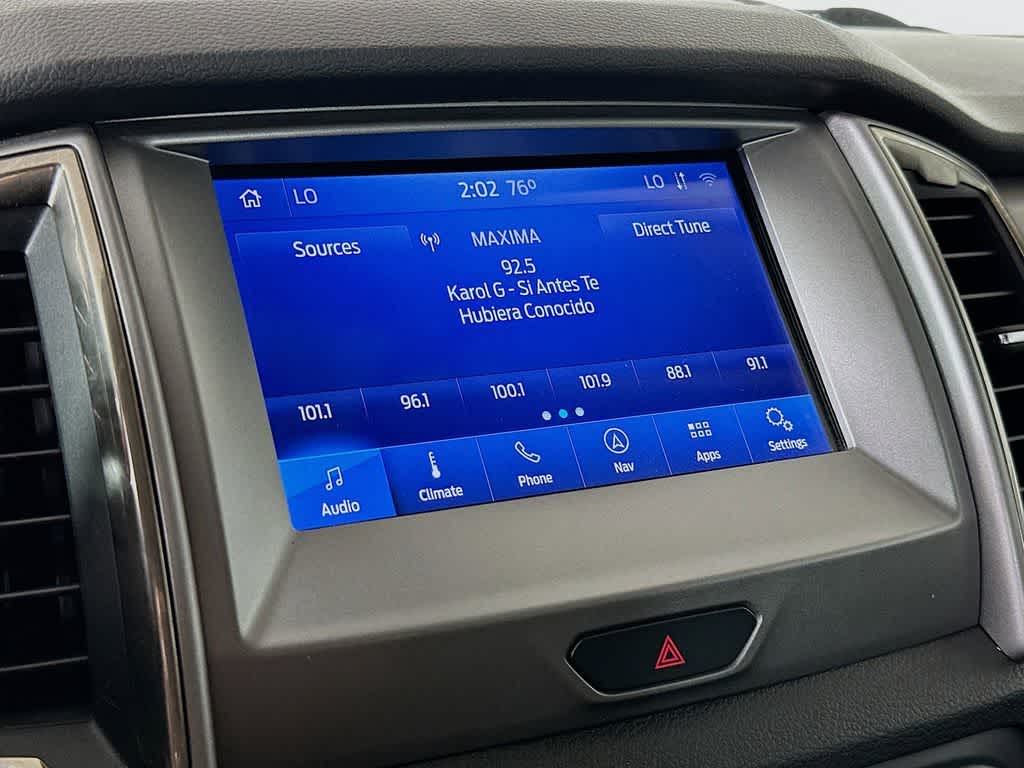 LO 2:02 76° LO
Sources MAXIMA Direct Tune
92.5
Karol G - Si Antes Te
Hubiera Conocido
101.1 96.1 100.1 101.9 88.1 91.1
Audio Climate Phone Nav Apps Settings